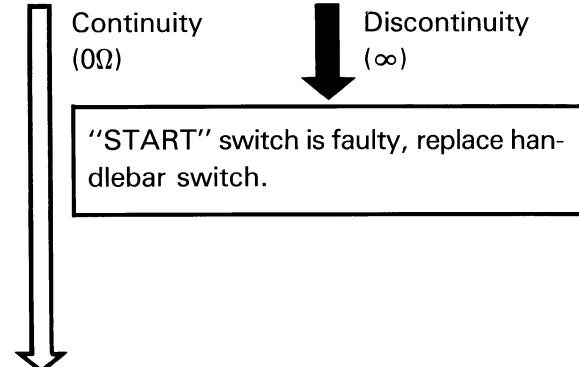 Continuity
(0Ω)
Discontinuity
(∞)
“START” switch is faulty, replace han-
dlebar switch.